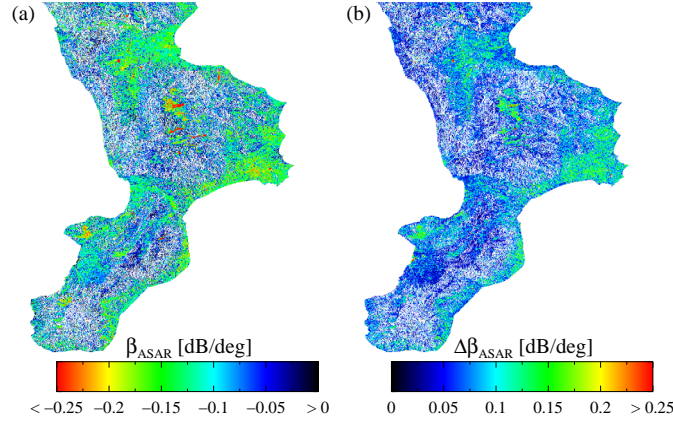 (a)
(b)
β_ASAR [dB/deg]
< −0.25 −0.2 −0.15 −0.1 −0.05 > 0
Δβ_ASAR [dB/deg]
0 0.05 0.1 0.15 0.2 > 0.25